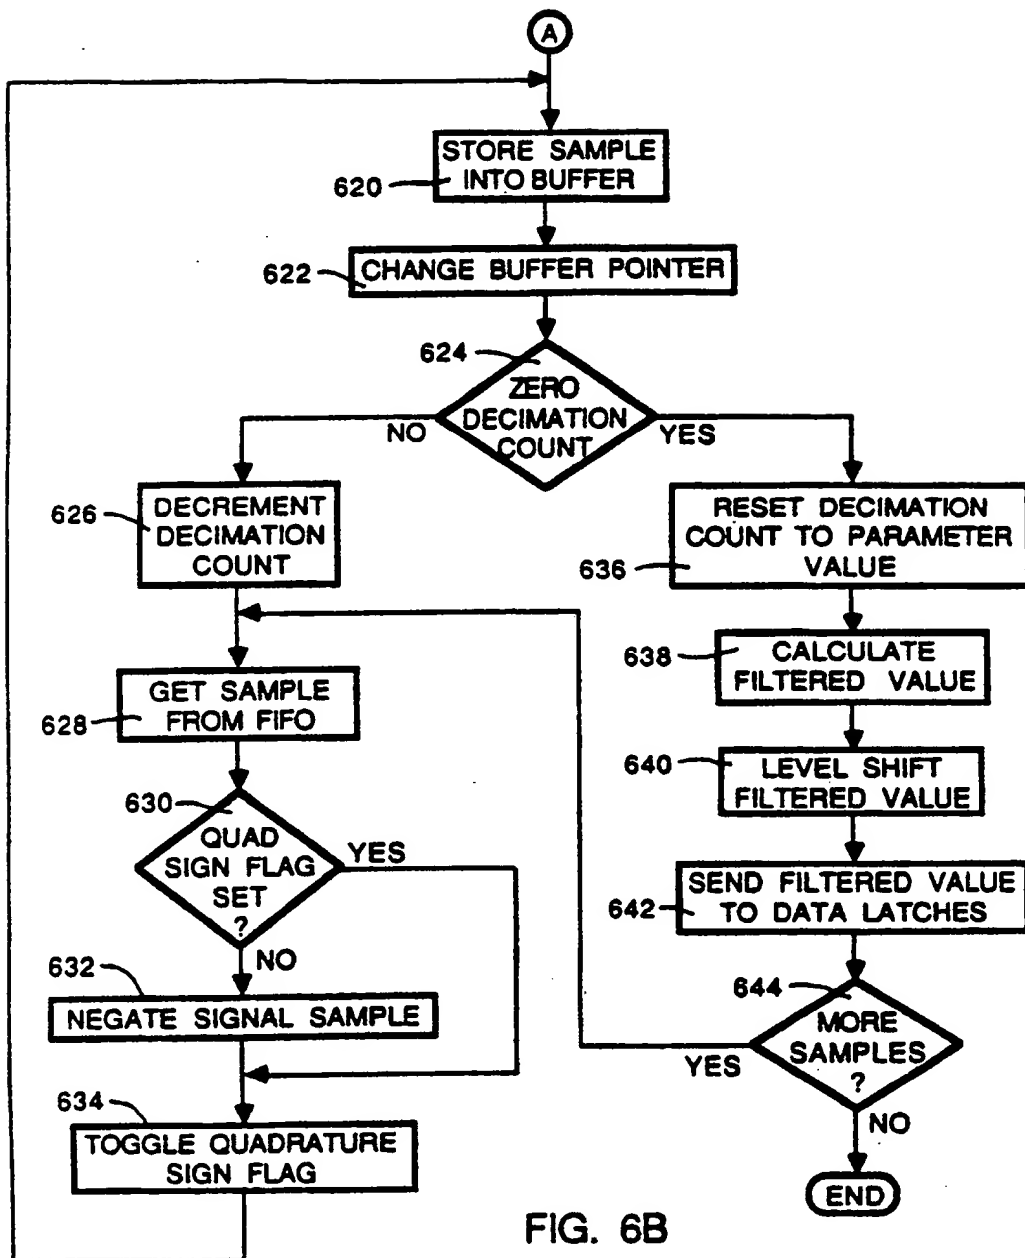 A
STORE SAMPLE
INTO BUFFER
620
CHANGE BUFFER POINTER
622
624
ZERO
DECIMATION
COUNT
NO
YES
626
DECREMENT
DECIMATION
COUNT
RESET DECIMATION
COUNT TO PARAMETER
VALUE
636
638
CALCULATE
FILTERED VALUE
GET SAMPLE
FROM FIFO
628
640
LEVEL SHIFT
FILTERED VALUE
630
QUAD
SIGN FLAG
SET
?
YES
NO
SEND FILTERED VALUE
TO DATA LATCHES
642
632
NEGATE SIGNAL SAMPLE
644
MORE
SAMPLES
?
YES
NO
634
TOGGLE QUADRATURE
SIGN FLAG
END
FIG. 6B